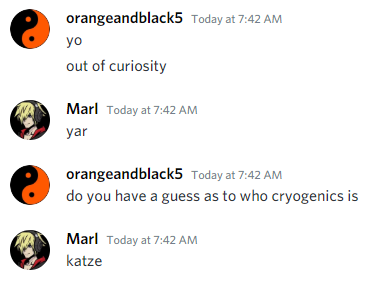 orangeandblack5 Today at 7:42 AM
yo
out of curiosity
Marl Today at 7:42 AM
yar
orangeandblack5 Today at 7:42 AM
do you have a guess as to who cryogenics is
Marl Today at 7:42 AM
katze